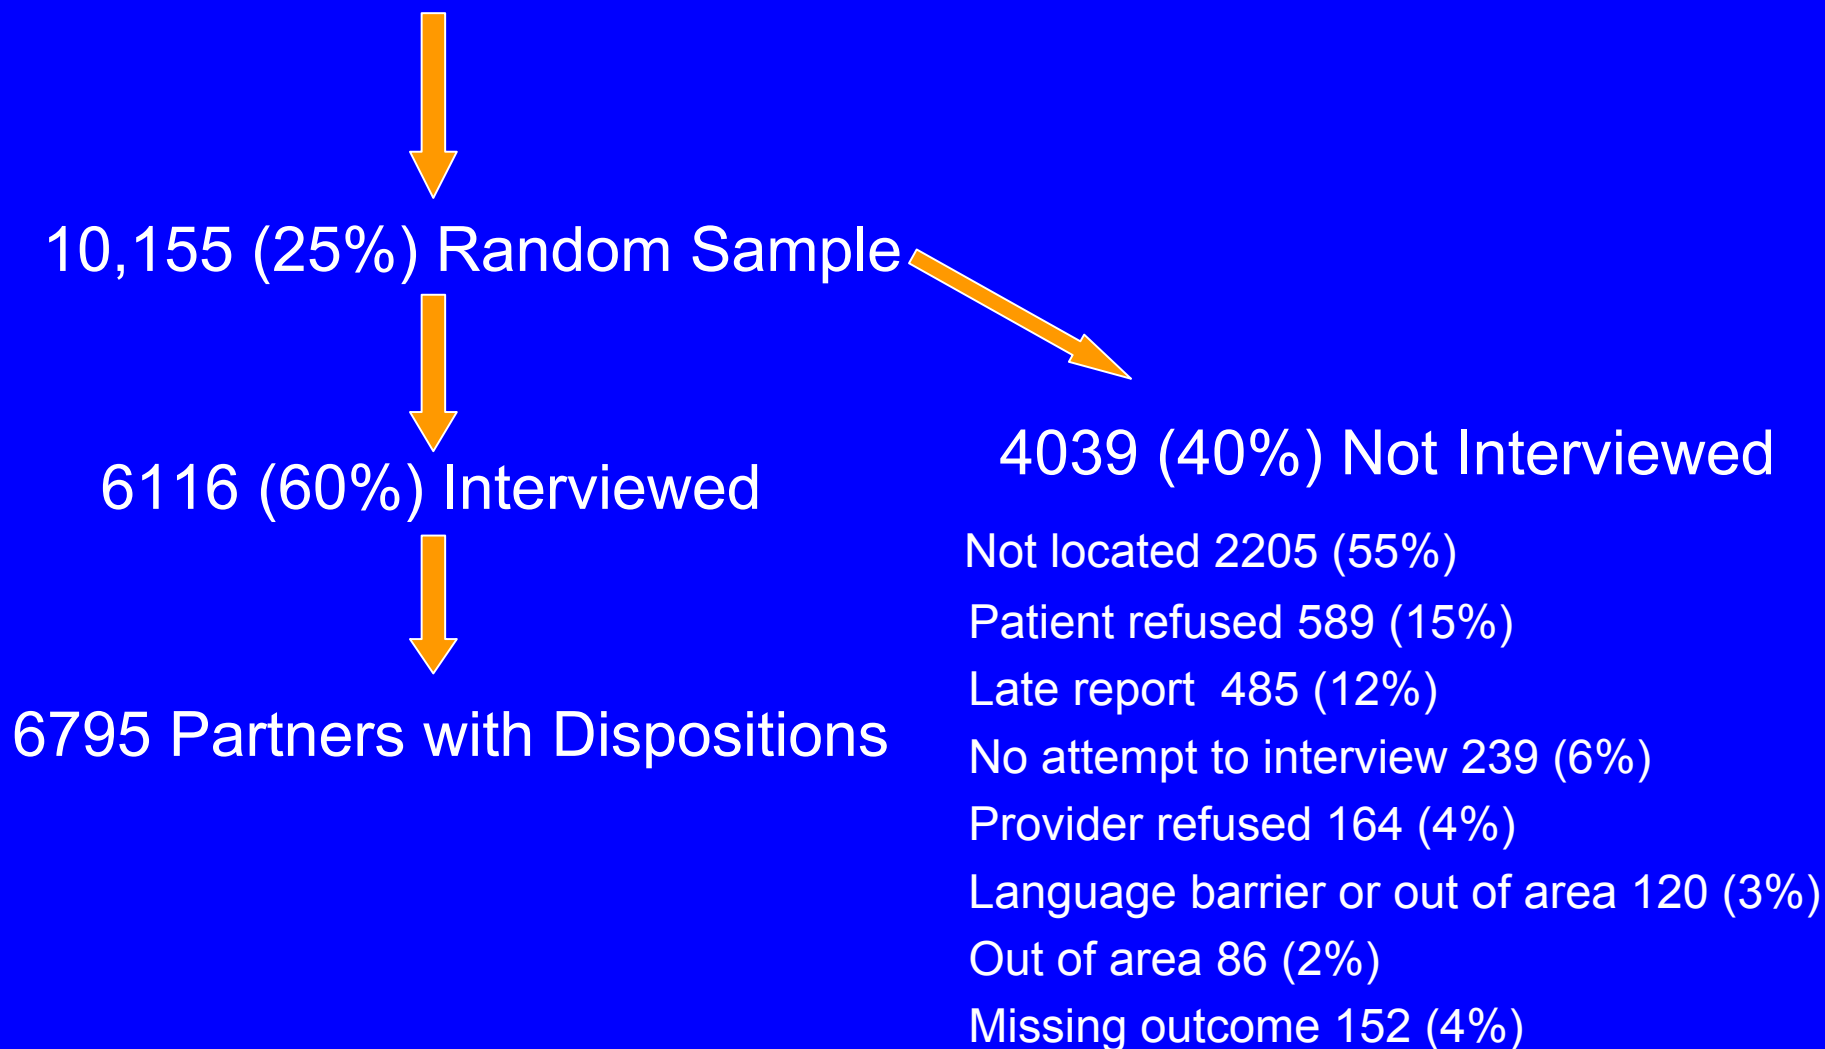 10,155 (25%) Random Sample
6116 (60%) Interviewed
6795 Partners with Dispositions
4039 (40%) Not Interviewed
Not located 2205 (55%)
Patient refused 589 (15%)
Late report  485 (12%)
No attempt to interview 239 (6%)
Provider refused 164 (4%)
Language barrier or out of area 120 (3%)
Out of area 86 (2%)
Missing outcome 152 (4%)